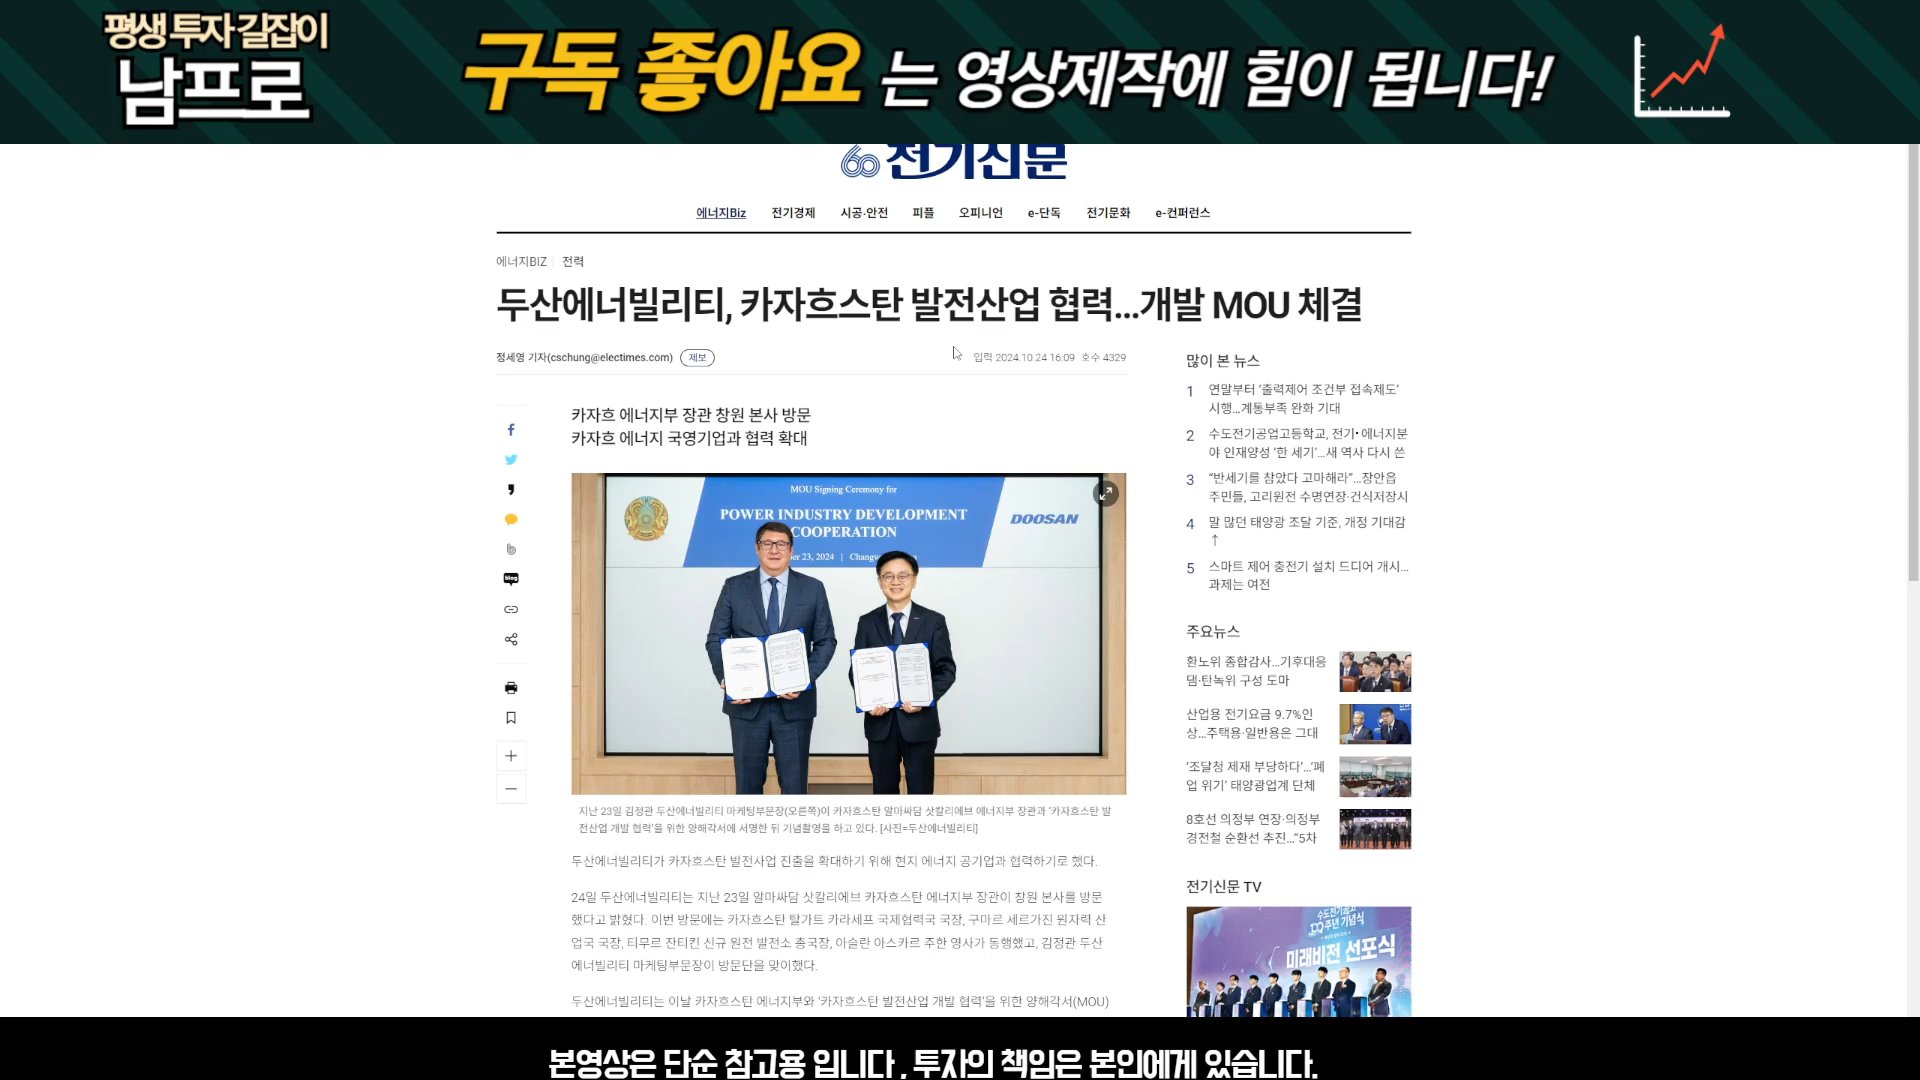 평생 투자 길잡이
남프로
구독 좋아요 는 영상제작에 힘이 됩니다!
60 전기신문
에너지Biz 전기경제 시공·안전 피플 오피니언 e-단독 전기문화 e-컨퍼런스
에너지BIZ 전력
두산에너빌리티, 카자흐스탄 발전산업 협력...개발 MOU 체결
정세영 기자(cschung@electimes.com) 제보 입력 2024.10.24 16:09 호수 4329
카자흐 에너지부 장관 창원 본사 방문
카자흐 에너지 국영기업과 협력 확대
blog
MOU Signing Ceremony for
POWER INDUSTRY DEVELOPMENT
COOPERATION
DOOSAN
er 23, 2024 | Changw
지난 23일 김정관 두산에너빌리티 마케팅부문장(오른쪽)이 카자흐스탄 알마싸담 삿칼리에브 에너지부 장관과 '카자흐스탄 발
전산업 개발 협력'을 위한 양해각서에 서명한 뒤 기념촬영을 하고 있다. [사진=두산에너빌리티]
두산에너빌리티가 카자흐스탄 발전사업 진출을 확대하기 위해 현지 에너지 공기업과 협력하기로 했다.
24일 두산에너빌리티는 지난 23일 알마싸담 삿칼리에브 카자흐스탄 에너지부 장관이 창원 본사를 방문
했다고 밝혔다. 이번 방문에는 카자흐스탄 탈가트 카라세프 국제협력국 국장, 구마르 세르가진 원자력 산
업국 국장, 티무르 잔티킨 신규 원전 발전소 총국장, 아슬란 아스카르 주한 영사가 동행했고, 김정관 두산
에너빌리티 마케팅부문장이 방문단을 맞이했다.
두산에너빌리티는 이날 카자흐스탄 에너지부와 '카자흐스탄 발전산업 개발 협력'을 위한 양해각서(MOU)
많이 본 뉴스
1 연말부터 '출력제어 조건부 접속제도'
시행...계통부족 완화 기대
2 수도전기공업고등학교, 전기·에너지분
야 인재양성 '한 세기'...새 역사 다시 쓴
3 "반세기를 참았다 고마해라"...장안읍
주민들, 고리원전 수명연장·건식저장시
4 말 많던 태양광 조달 기준, 개정 기대감
↑
5 스마트 제어 충전기 설치 드디어 개시...
과제는 여전
주요뉴스
환노위 종합감사...기후대응
댐·탄녹위 구성 도마
산업용 전기요금 9.7%인
상...주택용·일반용은 그대
'조달청 제재 부당하다'...'폐
업 위기' 태양광업계 단체
8호선 의정부 연장·의정부
경전철 순환선 추진..."5차
전기신문 TV
수도전기공고
100주년 기념식
미래비전 선포식
본영상은 단순 참고용 입니다 , 투자의 책임은 본인에게 있습니다.